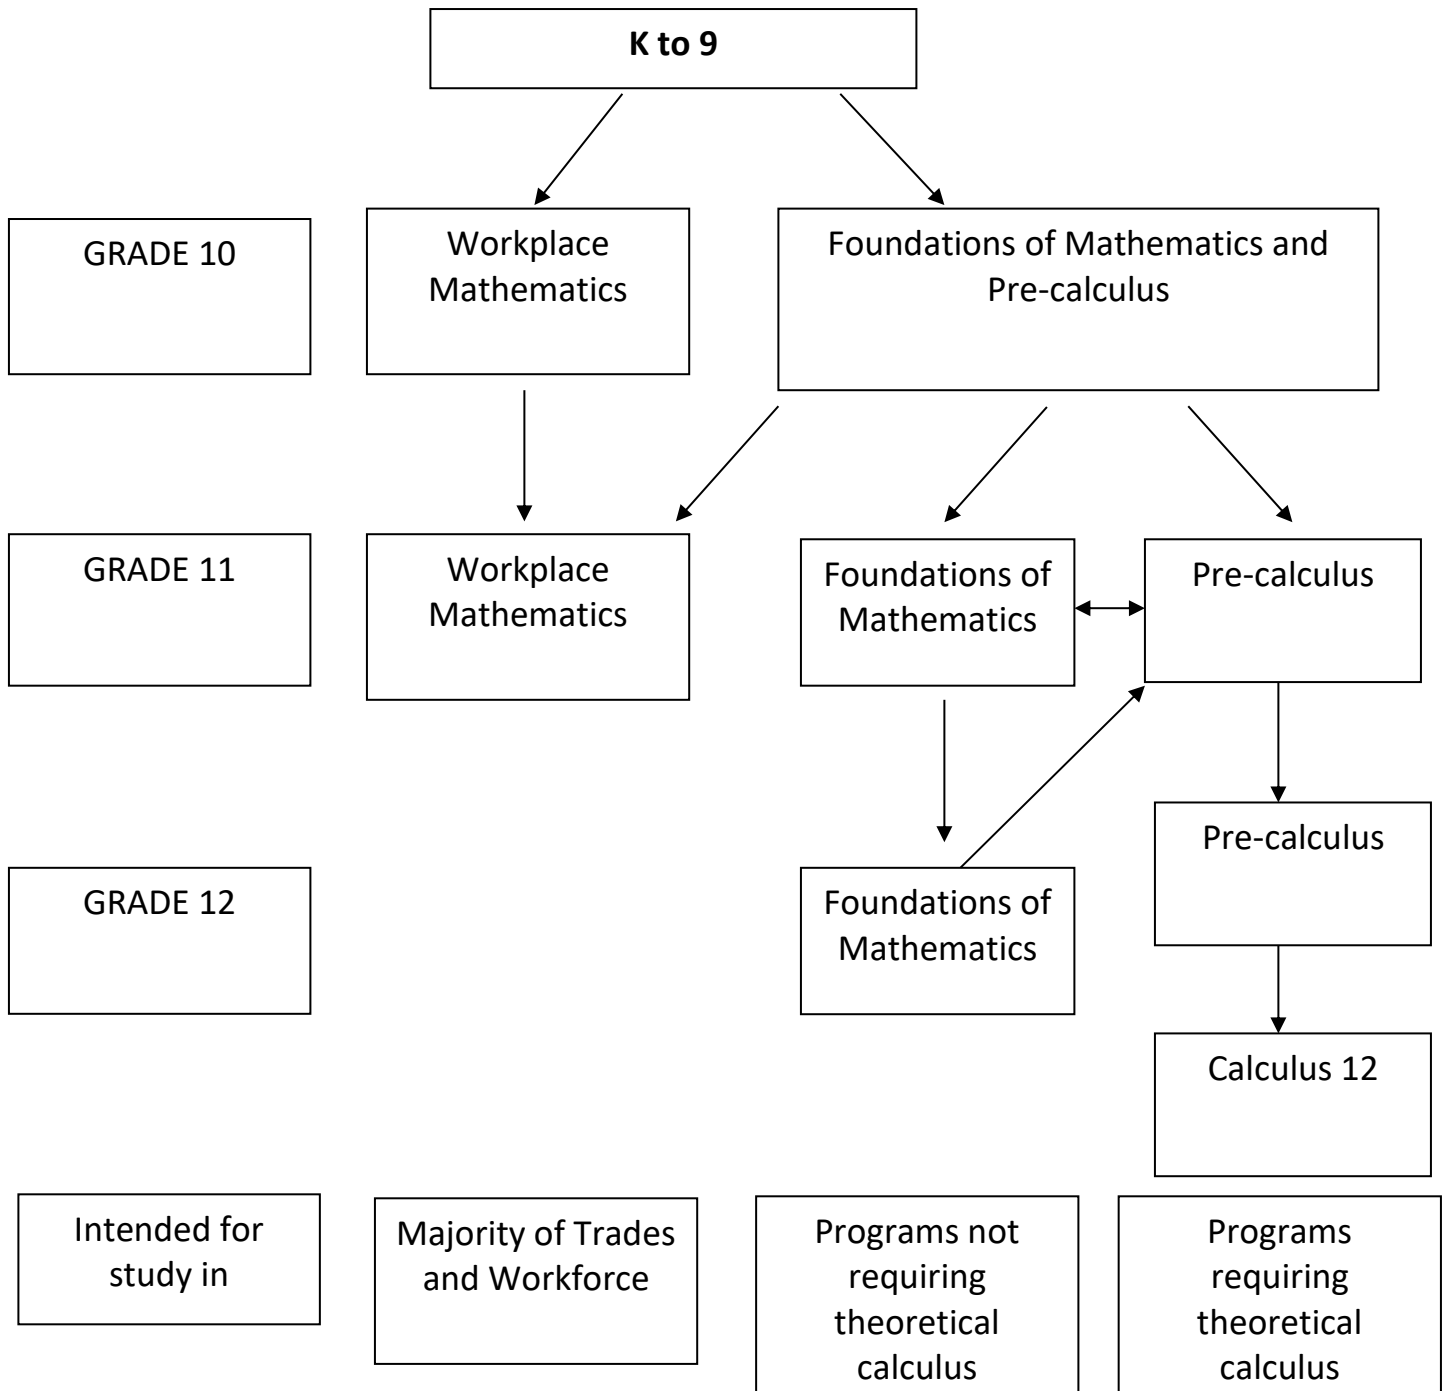 K to 9
GRADE 10
Workplace
Mathematics
Foundations of Mathematics and
Pre-calculus
GRADE 11
Workplace
Mathematics
Foundations of
Mathematics
Pre-calculus
Pre-calculus
GRADE 12
Foundations of
Mathematics
Calculus 12
Intended for
study in
Majority of Trades
and Workforce
Programs not
requiring
theoretical
calculus
Programs
requiring
theoretical
calculus